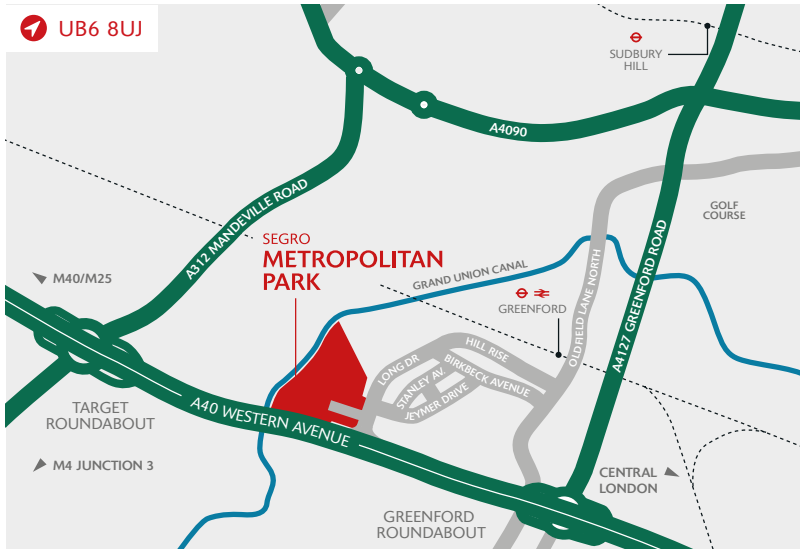 UB6 8UJ
SUDBURY
HILL
A4090
A312 MANDEVILLE ROAD
GOLF
COURSE
SEGRO
METROPOLITAN
PARK
M40/M25
GRAND UNION CANAL
GREENFORD
OLDFIELD LANE NORTH
A4127 GREENFORD ROAD
LONG DR
HILL RISE
STANLEY AV.
BIRKBECK AVENUE
JEYMER DRIVE
TARGET
ROUNDABOUT
A40 WESTERN AVENUE
M4 JUNCTION 3
CENTRAL
LONDON
GREENFORD
ROUNDABOUT